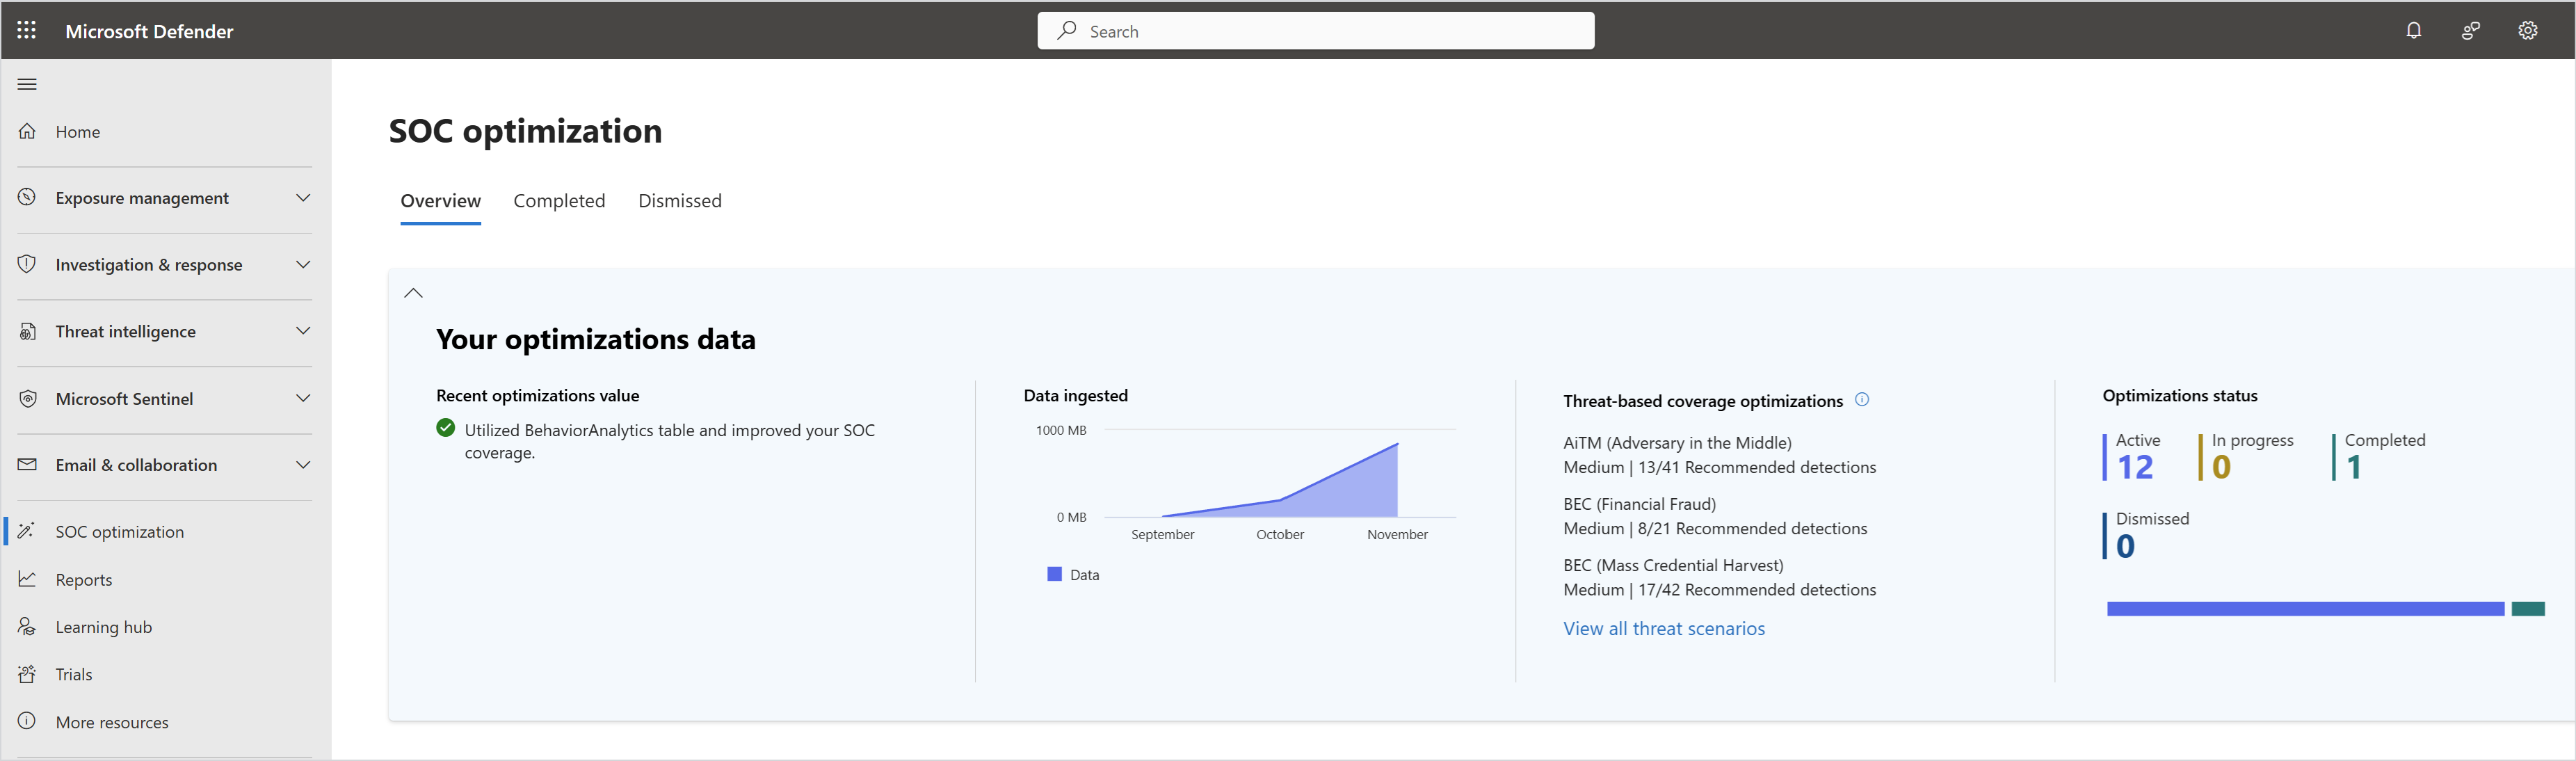 Microsoft Defender
Search
Home
Exposure management
Investigation & response
Threat intelligence
Microsoft Sentinel
Email & collaboration
SOC optimization
Reports
Learning hub
Trials
More resources
SOC optimization
Overview
Completed
Dismissed
Your optimizations data
Recent optimizations value
Utilized BehaviorAnalytics table and improved your SOC
coverage.
Data ingested
1000 MB
0 MB
September
October
November
Data
Threat-based coverage optimizations
AiTM (Adversary in the Middle)
Medium | 13/41 Recommended detections
BEC (Financial Fraud)
Medium | 8/21 Recommended detections
BEC (Mass Credential Harvest)
Medium | 17/42 Recommended detections
View all threat scenarios
Optimizations status
Active
12
In progress
0
Completed
1
Dismissed
0